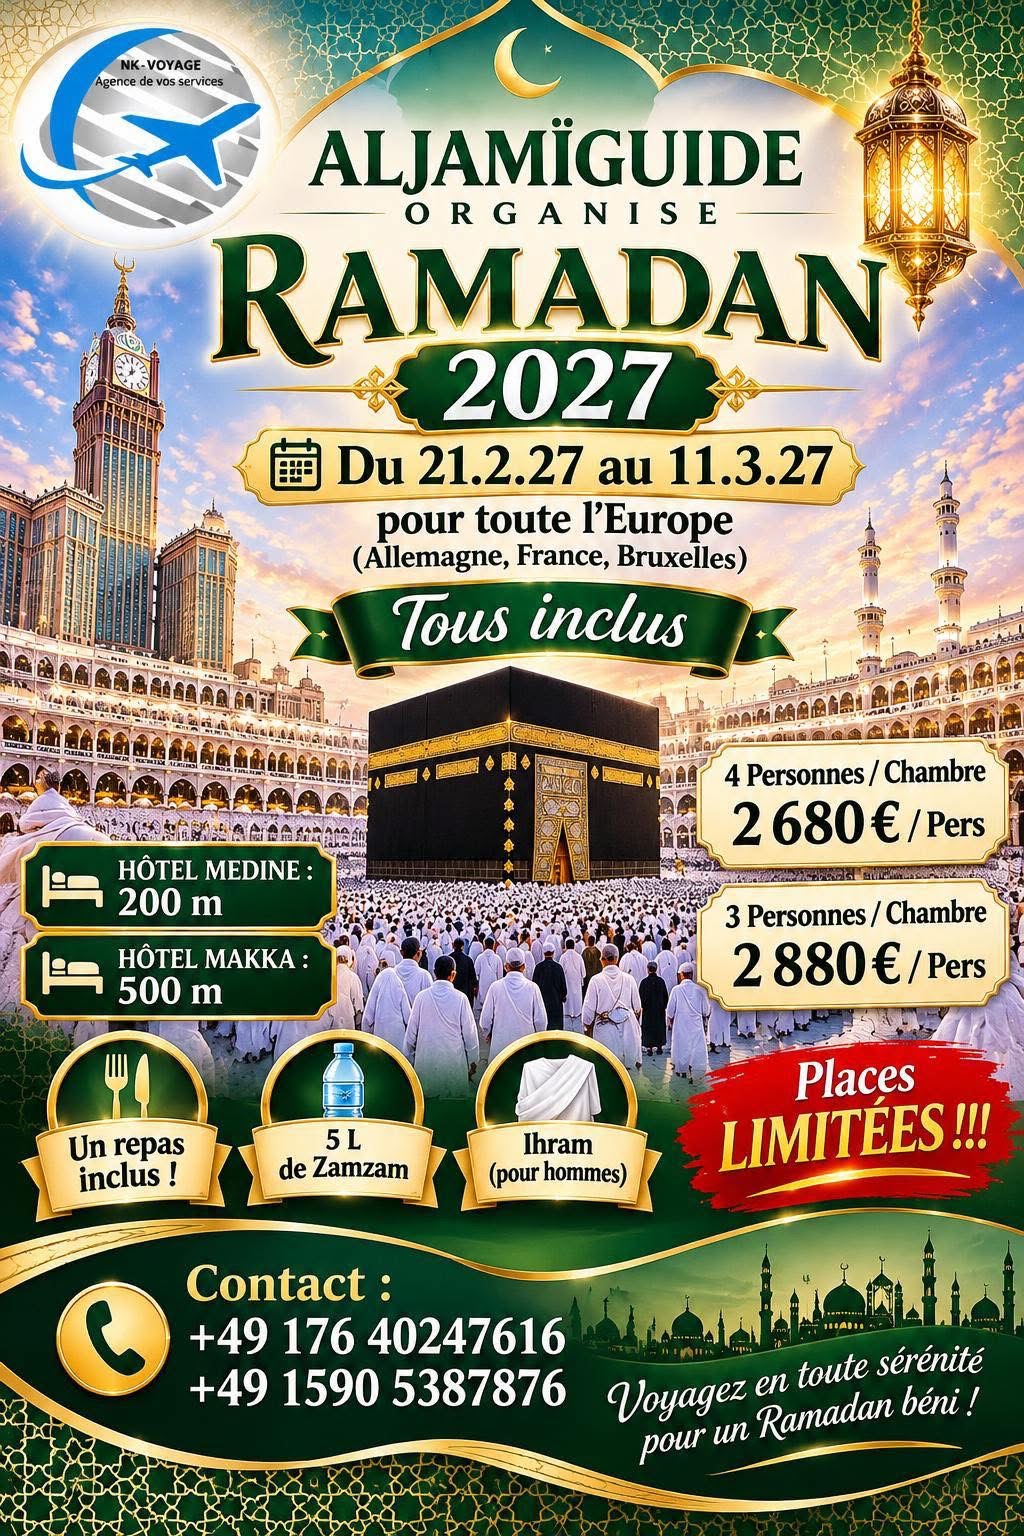 NK-VOYAGE
Agence de vos services
ALJAMÏGUIDE
ORGANISE
RAMADAN
2027
Du 21.2.27 au 11.3.27
pour toute l'Europe
(Allemagne, France, Bruxelles)
Tous inclus
4 Personnes / Chambre
2 680 € / Pers
3 Personnes / Chambre
2 880 € / Pers
HÔTEL MEDINE :
200 m
HÔTEL MAKKA :
500 m
Un repas
inclus !
5 L
de Zamzam
Ihram
(pour hommes)
Places
LIMITÉES !!!
Contact :
+49 176 40247616
+49 1590 5387876
Voyagez en toute sérénité
pour un Ramadan béni !